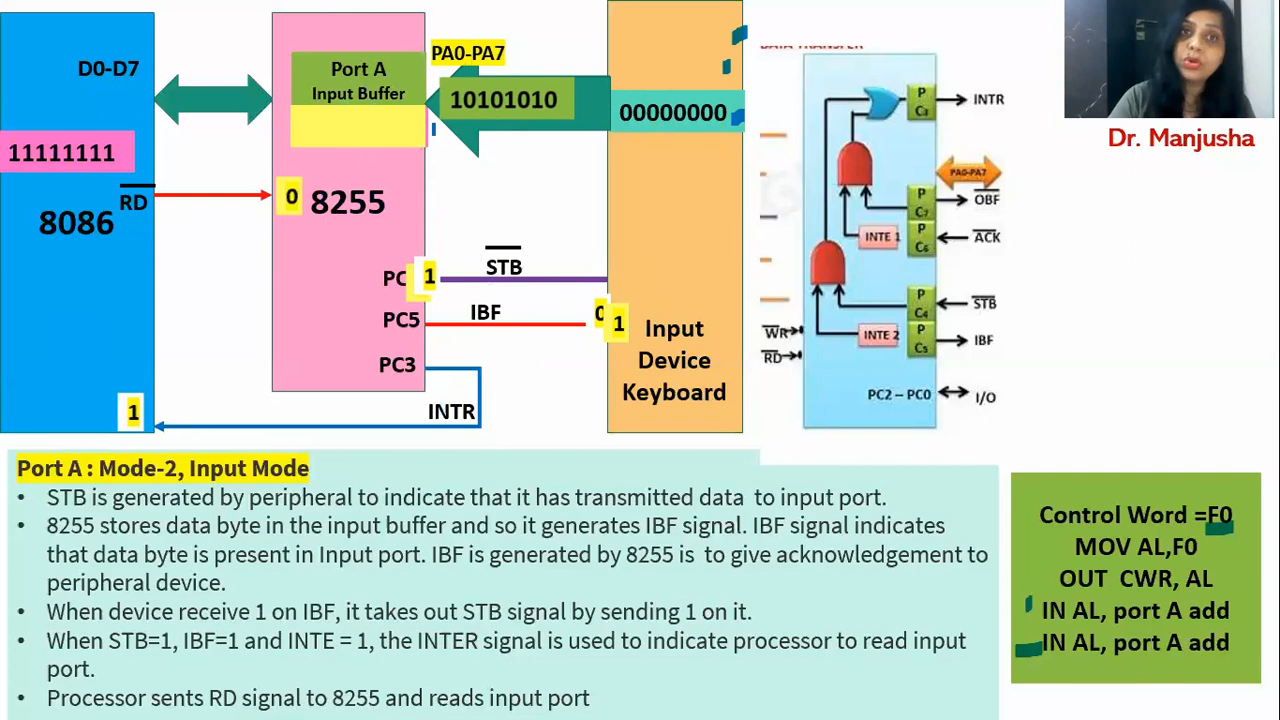 D0-D7
11111111
RD
8086
Port A
Input Buffer
PA0-PA7
10101010
00000000
0
8255
PC
1
STB
PC5
IBF
0
1
PC3
INTR
1
Input
Device
Keyboard
DATA TRANSFER
P
C3
INTR
PA0-PA7
P
C7
OBF
INTE 1
P
C6
ACK
P
C4
STB
INTE 2
P
C5
IBF
WR
RD
PC2 – PC0
I/O
Dr. Manjusha
Port A : Mode-2, Input Mode
• STB is generated by peripheral to indicate that it has transmitted data to input port.
• 8255 stores data byte in the input buffer and so it generates IBF signal. IBF signal indicates
that data byte is present in Input port. IBF is generated by 8255 is to give acknowledgement to
peripheral device.
• When device receive 1 on IBF, it takes out STB signal by sending 1 on it.
• When STB=1, IBF=1 and INTE = 1, the INTER signal is used to indicate processor to read input
port.
• Processor sents RD signal to 8255 and reads input port
Control Word =F0
MOV AL,F0
OUT CWR, AL
IN AL, port A add
IN AL, port A add